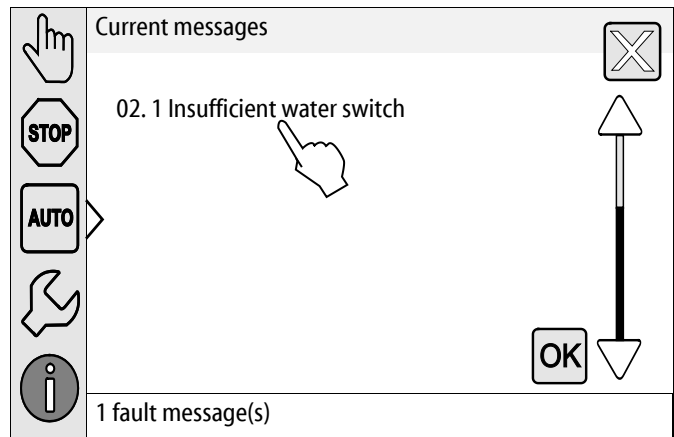 Current messages
02. 1 Insufficient water switch
STOP
AUTO
OK
1 fault message(s)